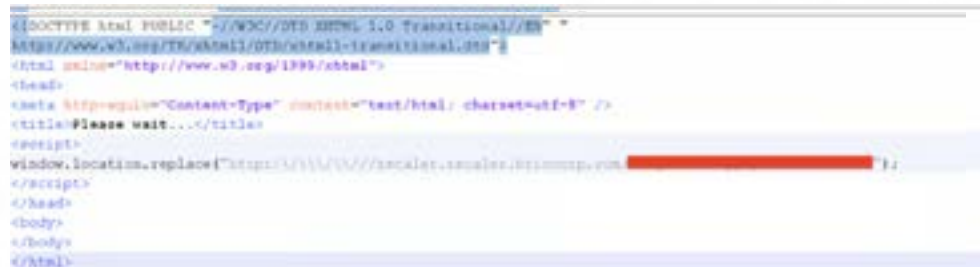 <!DOCTYPE html PUBLIC "-//W3C//DTD XHTML 1.0 Transitional//EN" "
http://www.w3.org/TR/xhtml1/DTD/xhtml1-transitional.dtd">
<html xmlns="http://www.w3.org/1999/xhtml">
<head>
<meta http-equiv="Content-Type" content="text/html; charset=utf-8" />
<title>Please wait...</title>
<script>
window.location.replace(" ");
</script>
</head>
<body>
</body>
</html>